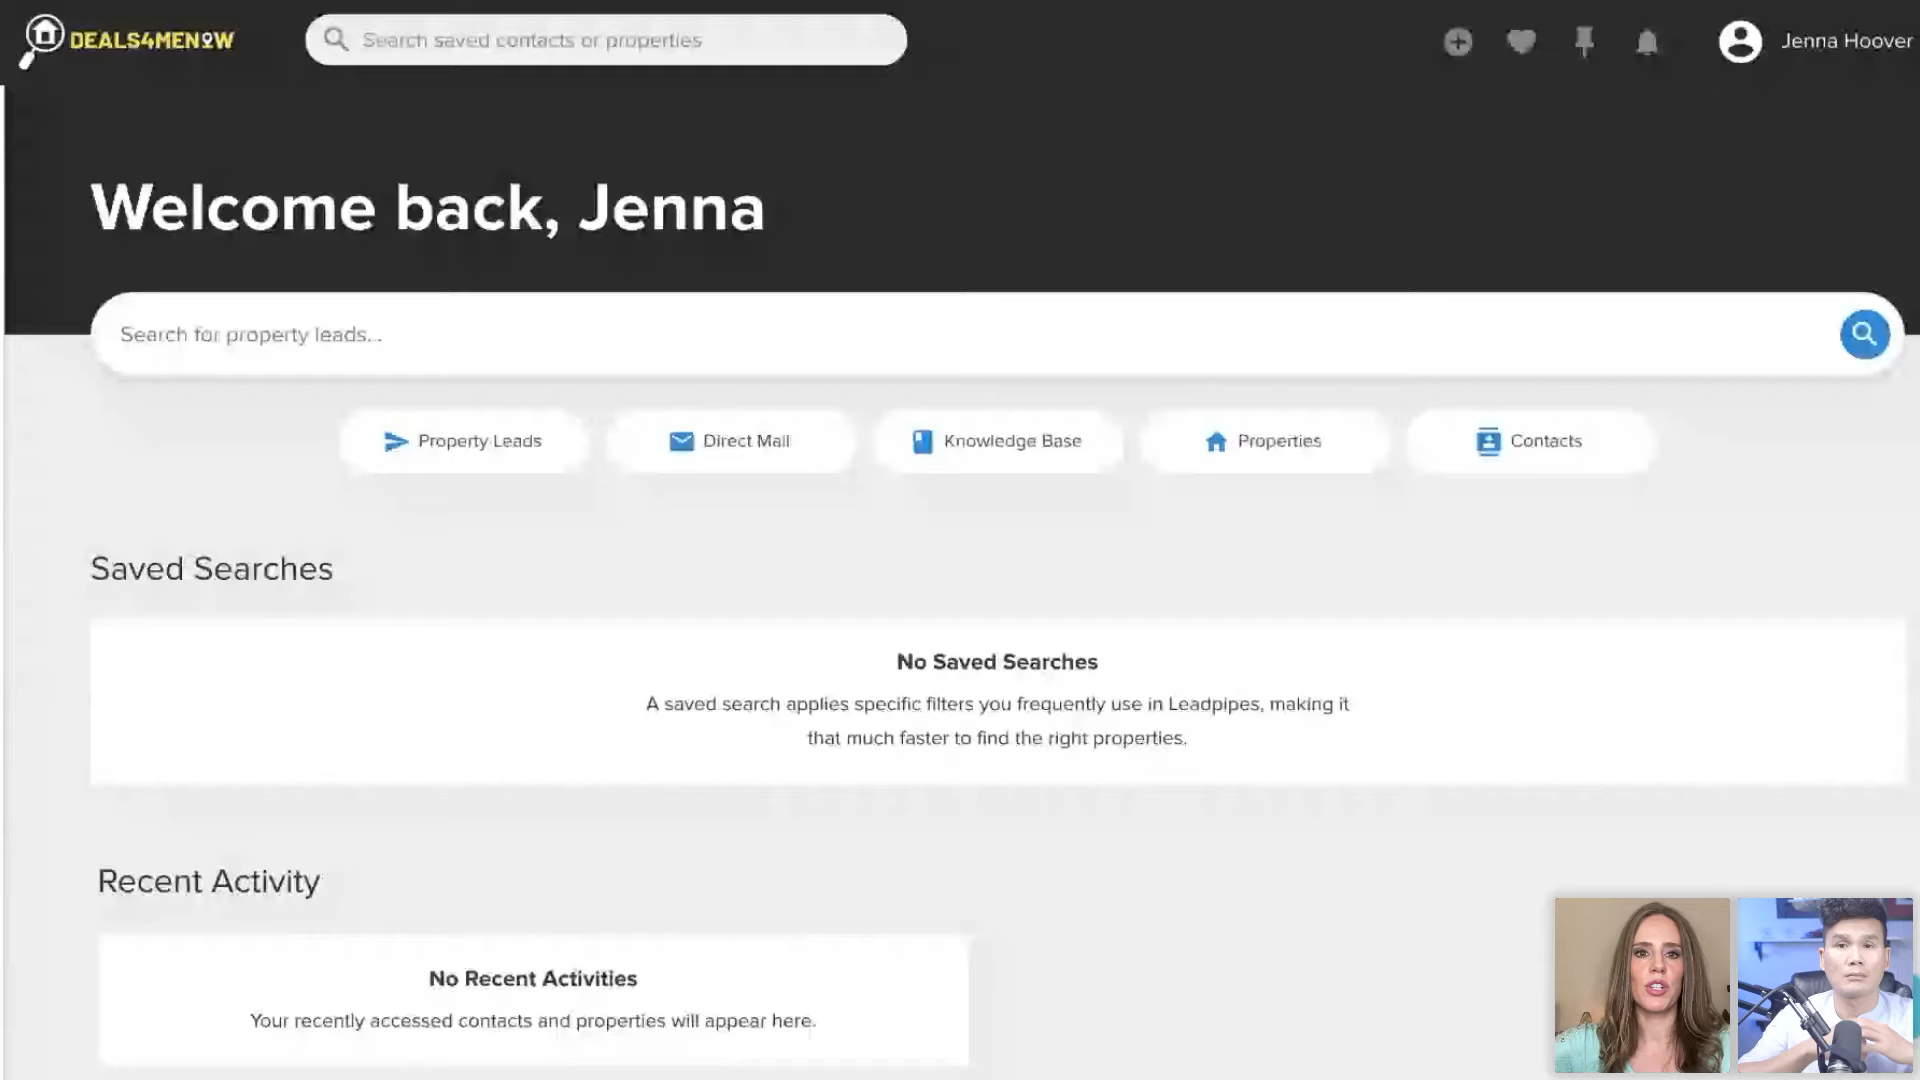 DEALS4MENOW
Search saved contacts or properties
Jenna Hoover
Welcome back, Jenna
Search for property leads...
Property Leads
Direct Mail
Knowledge Base
Properties
Contacts
Saved Searches
No Saved Searches
A saved search applies specific filters you frequently use in Leadpipes, making it
that much faster to find the right properties.
Recent Activity
No Recent Activities
Your recently accessed contacts and properties will appear here.